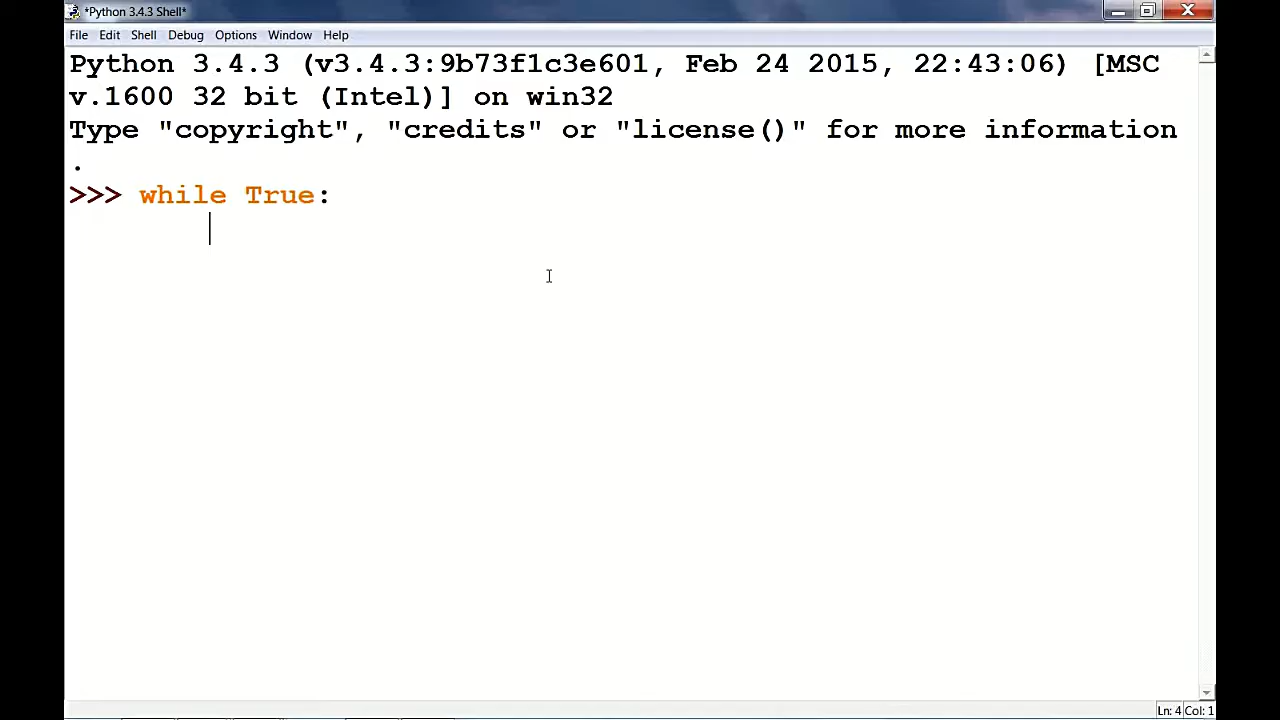 *Python 3.4.3 Shell*
File Edit Shell Debug Options Window Help
Python 3.4.3 (v3.4.3:9b73f1c3e601, Feb 24 2015, 22:43:06) [MSC
v.1600 32 bit (Intel)] on win32
Type "copyright", "credits" or "license()" for more information
.
>>> while True:
Ln: 4 Col: 1